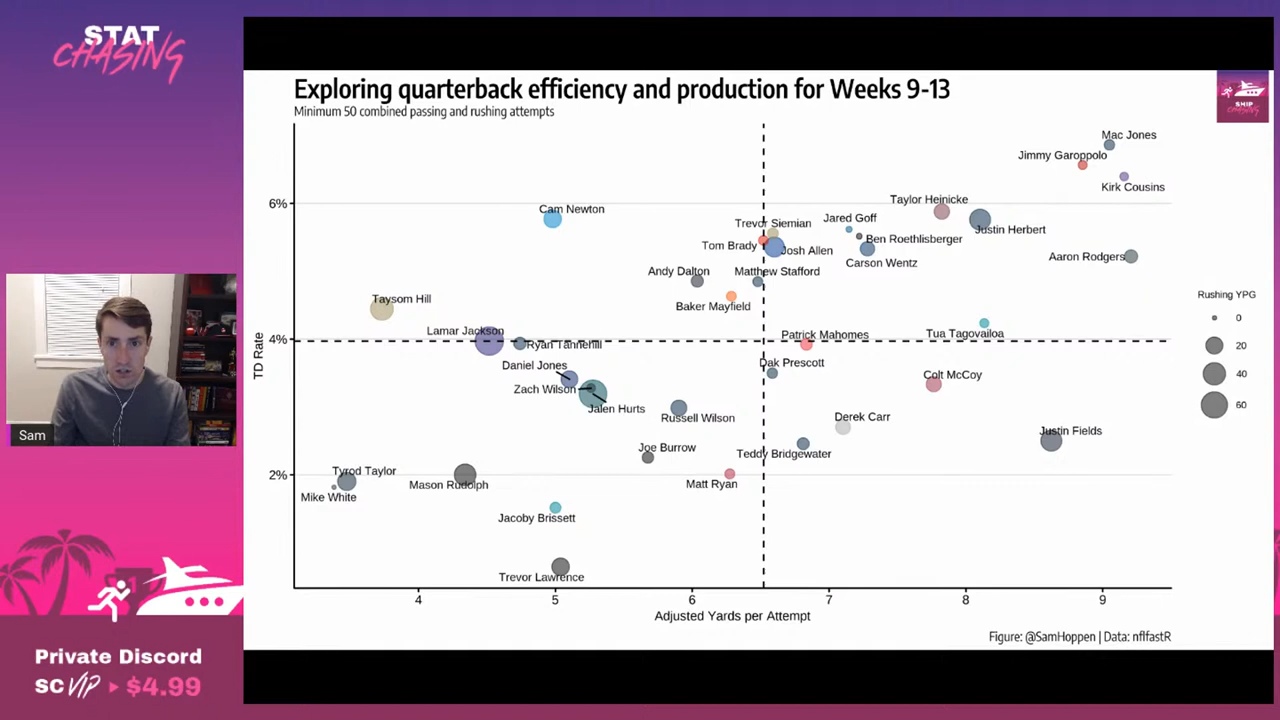 STAT
CHASING
Exploring quarterback efficiency and production for Weeks 9-13
Minimum 50 combined passing and rushing attempts
SHIP
CHASING
TD Rate
6%
4%
2%
Mac Jones
Jimmy Garoppolo
Kirk Cousins
Taylor Heinicke
Cam Newton
Trevor Siemian
Jared Goff
Justin Herbert
Tom Brady
Josh Allen
Ben Roethlisberger
Carson Wentz
Aaron Rodgers
Andy Dalton
Matthew Stafford
Baker Mayfield
Taysom Hill
Lamar Jackson
Ryan Tannehill
Patrick Mahomes
Tua Tagovailoa
Daniel Jones
Dak Prescott
Colt McCoy
Zach Wilson
Jalen Hurts
Russell Wilson
Derek Carr
Justin Fields
Joe Burrow
Teddy Bridgewater
Tyrod Taylor
Mason Rudolph
Matt Ryan
Mike White
Jacoby Brissett
Trevor Lawrence
4 5 6 7 8 9
Adjusted Yards per Attempt
Rushing YPG
0
20
40
60
Figure: @SamHoppen | Data: nflfastR
Sam
Private Discord
SC VIP $4.99